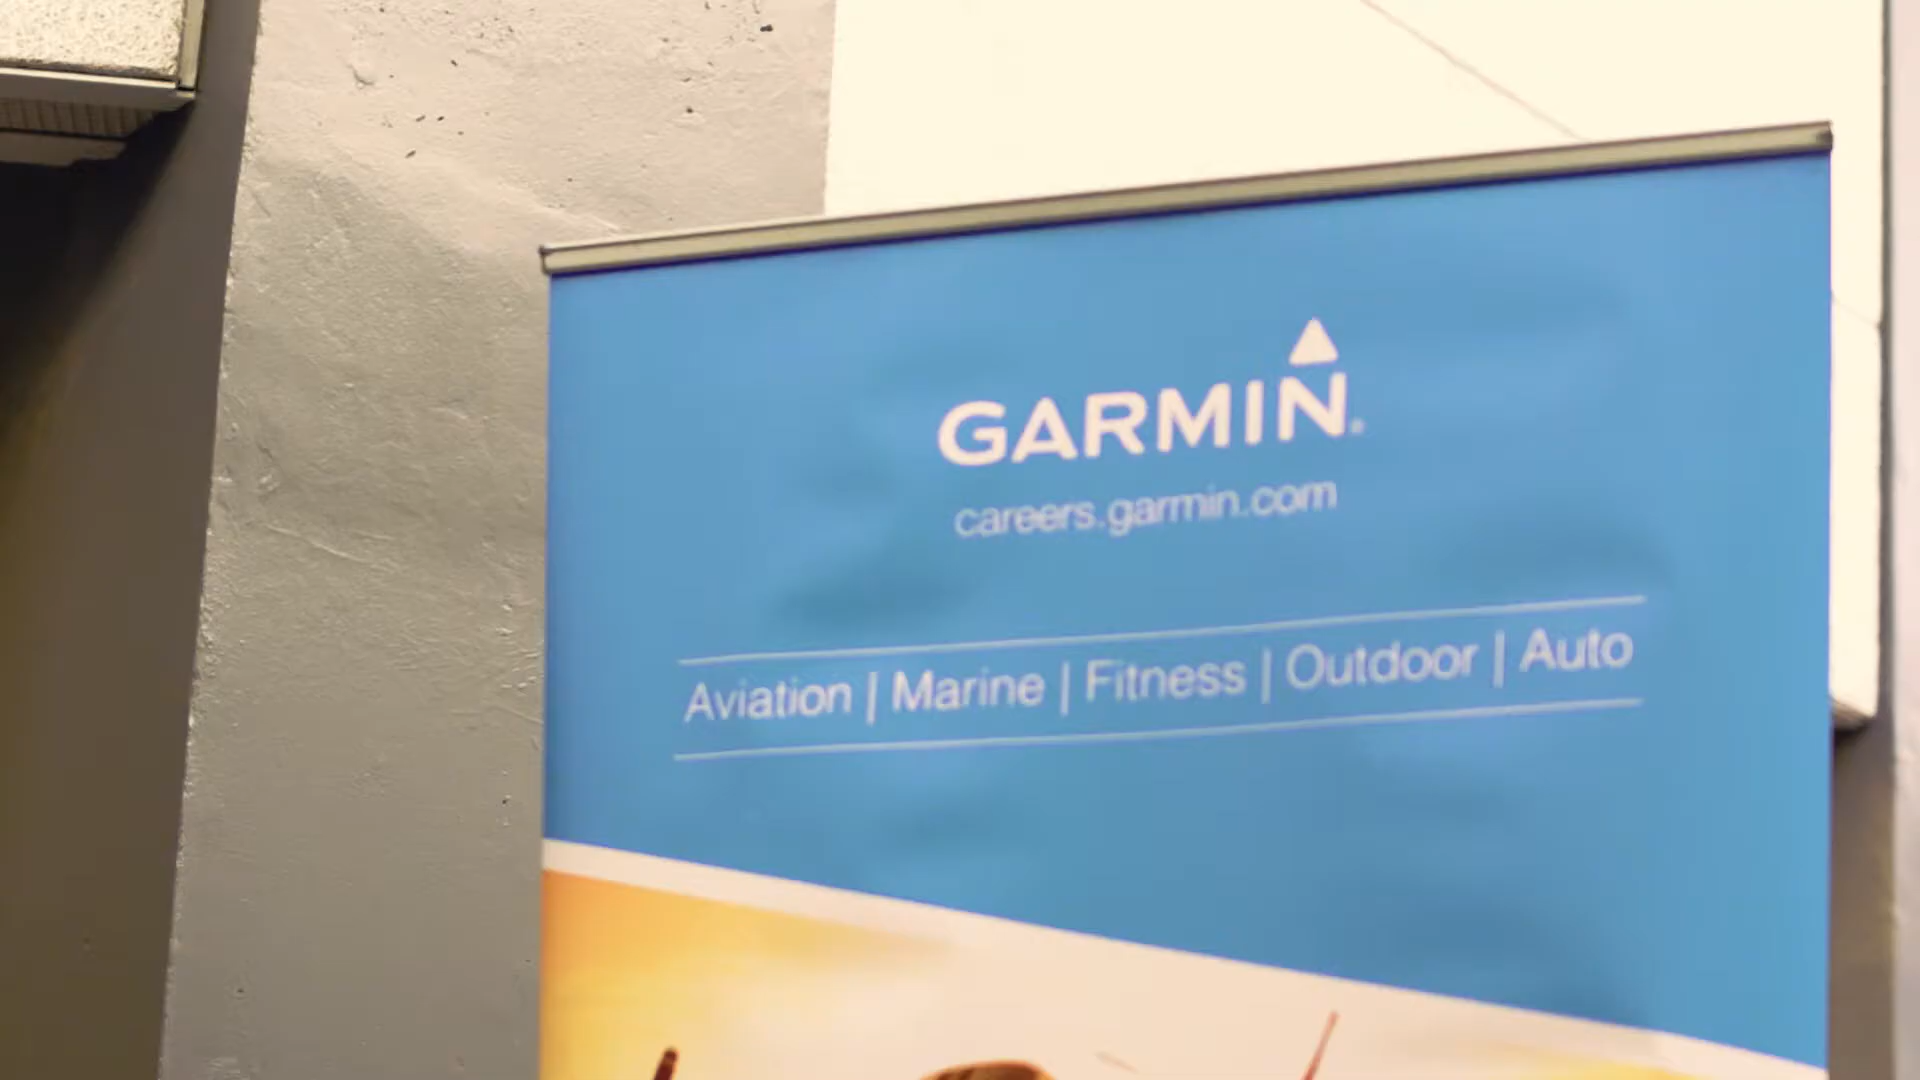 GARMIN
careers.garmin.com
Aviation | Marine | Fitness | Outdoor | Auto